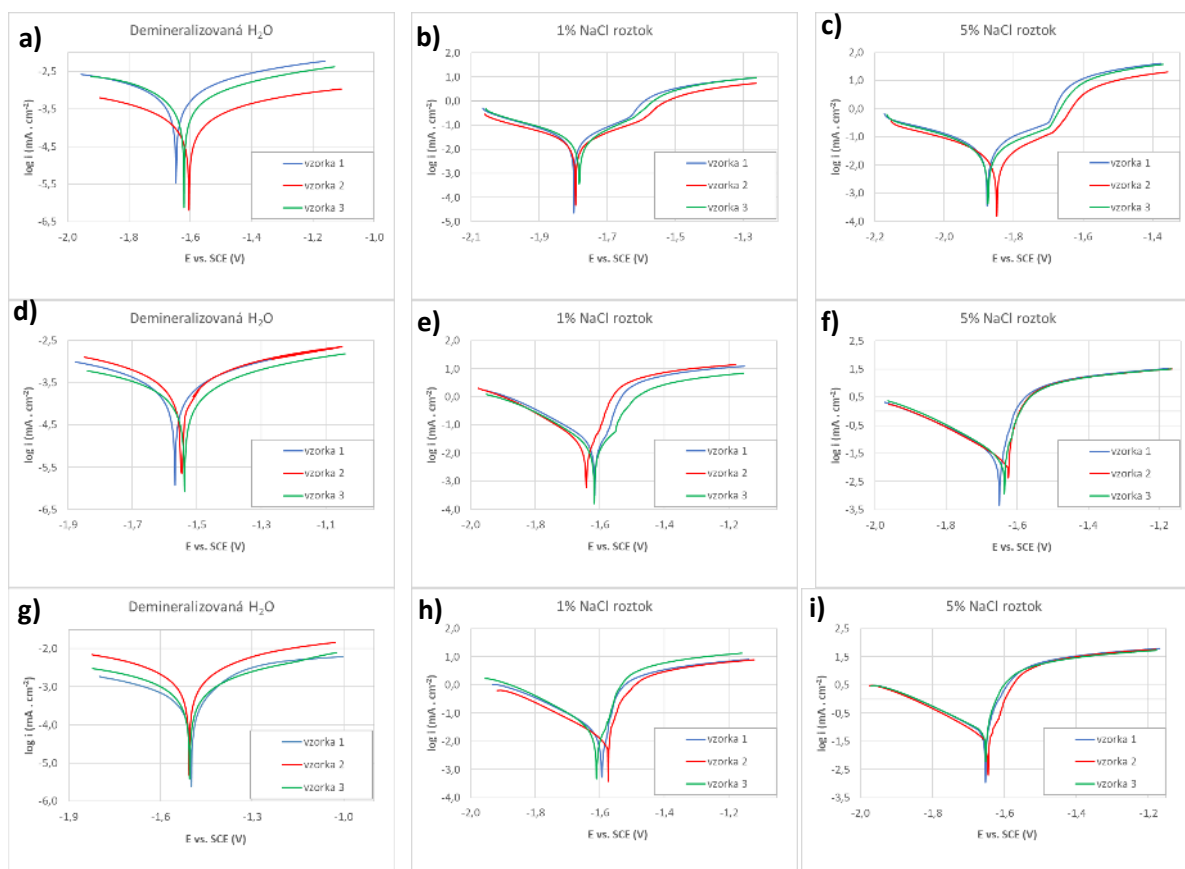 a)
Demineralizovaná H₂O
log i (mA . cm⁻²)
-2,5
-3,5
-4,5
-5,5
-6,5
vzorka 1
vzorka 2
vzorka 3
-2,0 -1,8 -1,6 -1,4 -1,2 -1,0
E vs. SCE (V)
b)
1% NaCl roztok
log i (mA . cm⁻²)
2,0
1,0
0,0
-1,0
-2,0
-3,0
-4,0
-5,0
vzorka 1
vzorka 2
vzorka 3
-2,1 -1,9 -1,7 -1,5 -1,3
E vs. SCE (V)
c)
5% NaCl roztok
log i (mA . cm⁻²)
2,0
1,0
0,0
-1,0
-2,0
-3,0
-4,0
vzorka 1
vzorka 2
vzorka 3
-2,2 -2,0 -1,8 -1,6 -1,4
E vs. SCE (V)
d)
Demineralizovaná H₂O
log i (mA . cm⁻²)
-2,5
-3,5
-4,5
-5,5
-6,5
vzorka 1
vzorka 2
vzorka 3
-1,9 -1,7 -1,5 -1,3 -1,1
E vs. SCE (V)
e)
1% NaCl roztok
log i (mA . cm⁻²)
2,0
1,0
0,0
-1,0
-2,0
-3,0
-4,0
vzorka 1
vzorka 2
vzorka 3
-2,0 -1,8 -1,6 -1,4 -1,2
E vs. SCE (V)
f)
5% NaCl roztok
log i (mA . cm⁻²)
2,5
1,5
0,5
-0,5
-1,5
-2,5
-3,5
vzorka 1
vzorka 2
vzorka 3
-2,0 -1,8 -1,6 -1,4 -1,2
E vs. SCE (V)
g)
Demineralizovaná H₂O
log i (mA . cm⁻²)
-2,0
-3,0
-4,0
-5,0
-6,0
vzorka 1
vzorka 2
vzorka 3
-1,9 -1,6 -1,3 -1,0
E vs. SCE (V)
h)
1% NaCl roztok
log i (mA . cm⁻²)
2,0
1,0
0,0
-1,0
-2,0
-3,0
-4,0
vzorka 1
vzorka 2
vzorka 3
-2,0 -1,8 -1,6 -1,4 -1,2
E vs. SCE (V)
i)
5% NaCl roztok
log i (mA . cm⁻²)
2,5
1,5
0,5
-0,5
-1,5
-2,5
-3,5
vzorka 1
vzorka 2
vzorka 3
-2,0 -1,8 -1,6 -1,4 -1,2
E vs. SCE (V)